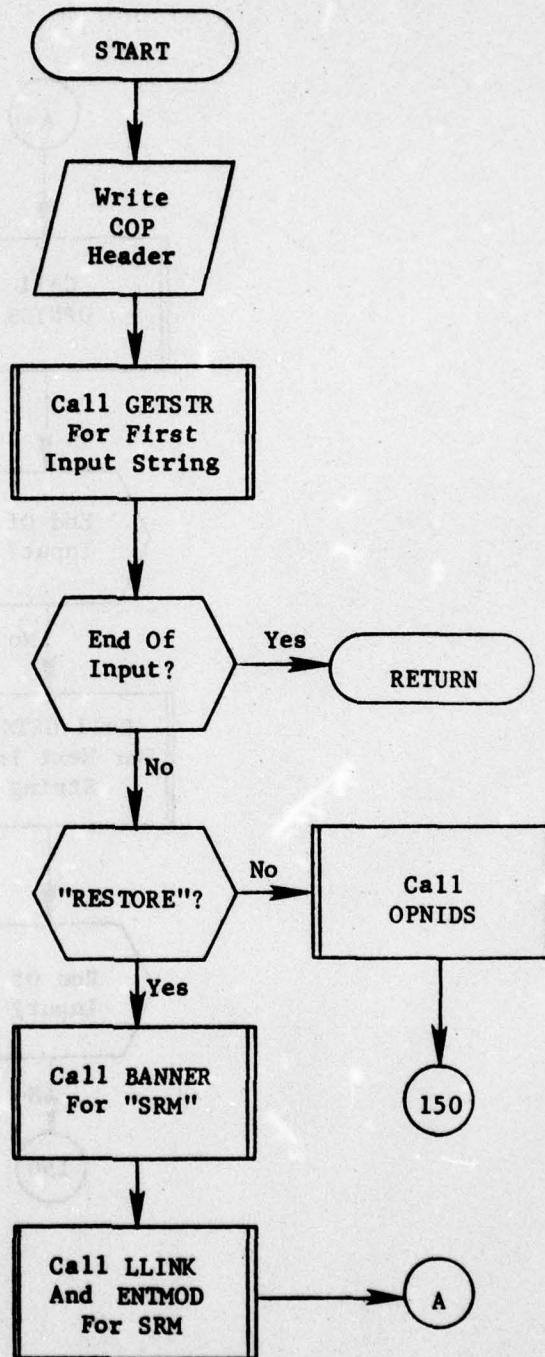 START
Write
COP
Header
Call GETSTR
For First
Input String
End Of
Input?
Yes
RETURN
No
"RESTORE"?
No
Call
OPNIDS
Yes
150
Call BANNER
For "SRM"
Call LLINK
And ENTMOD
For SRM
A